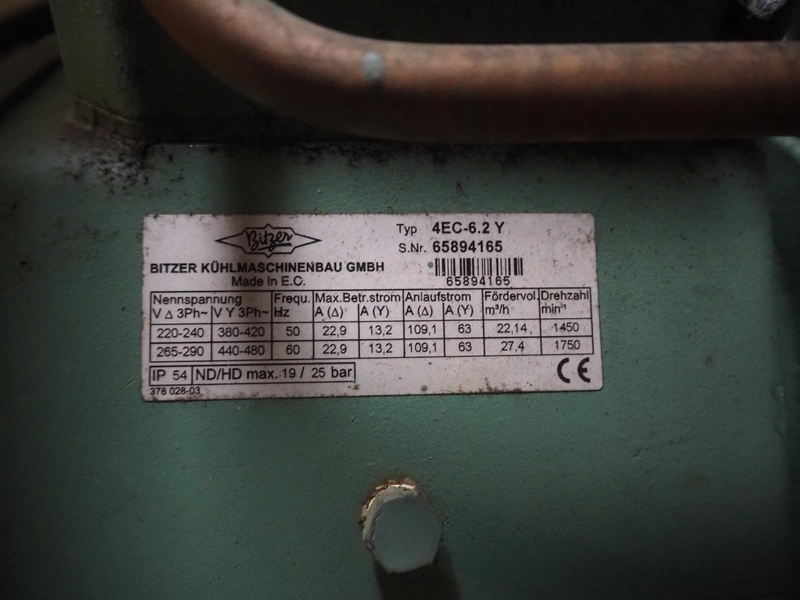 Bitzer
Typ 4EC-6.2 Y
S.Nr. 65894165
BITZER KÜHLMASCHINENBAU GMBH
Made in E.C.
65894165
Nennspannung Frequ. Max.Betr.strom Anlaufstrom Fördervol. Drehzahl
V Δ 3Ph~ V Y 3Ph~ Hz A (Δ) A (Y) A (Δ) A (Y) m³/h min⁻¹
220-240 380-420 50 22,9 13,2 109,1 63 22,14 1450
265-290 440-480 60 22,9 13,2 109,1 63 27,4 1750
IP 54 ND/HD max. 19 / 25 bar CE
378 028-03